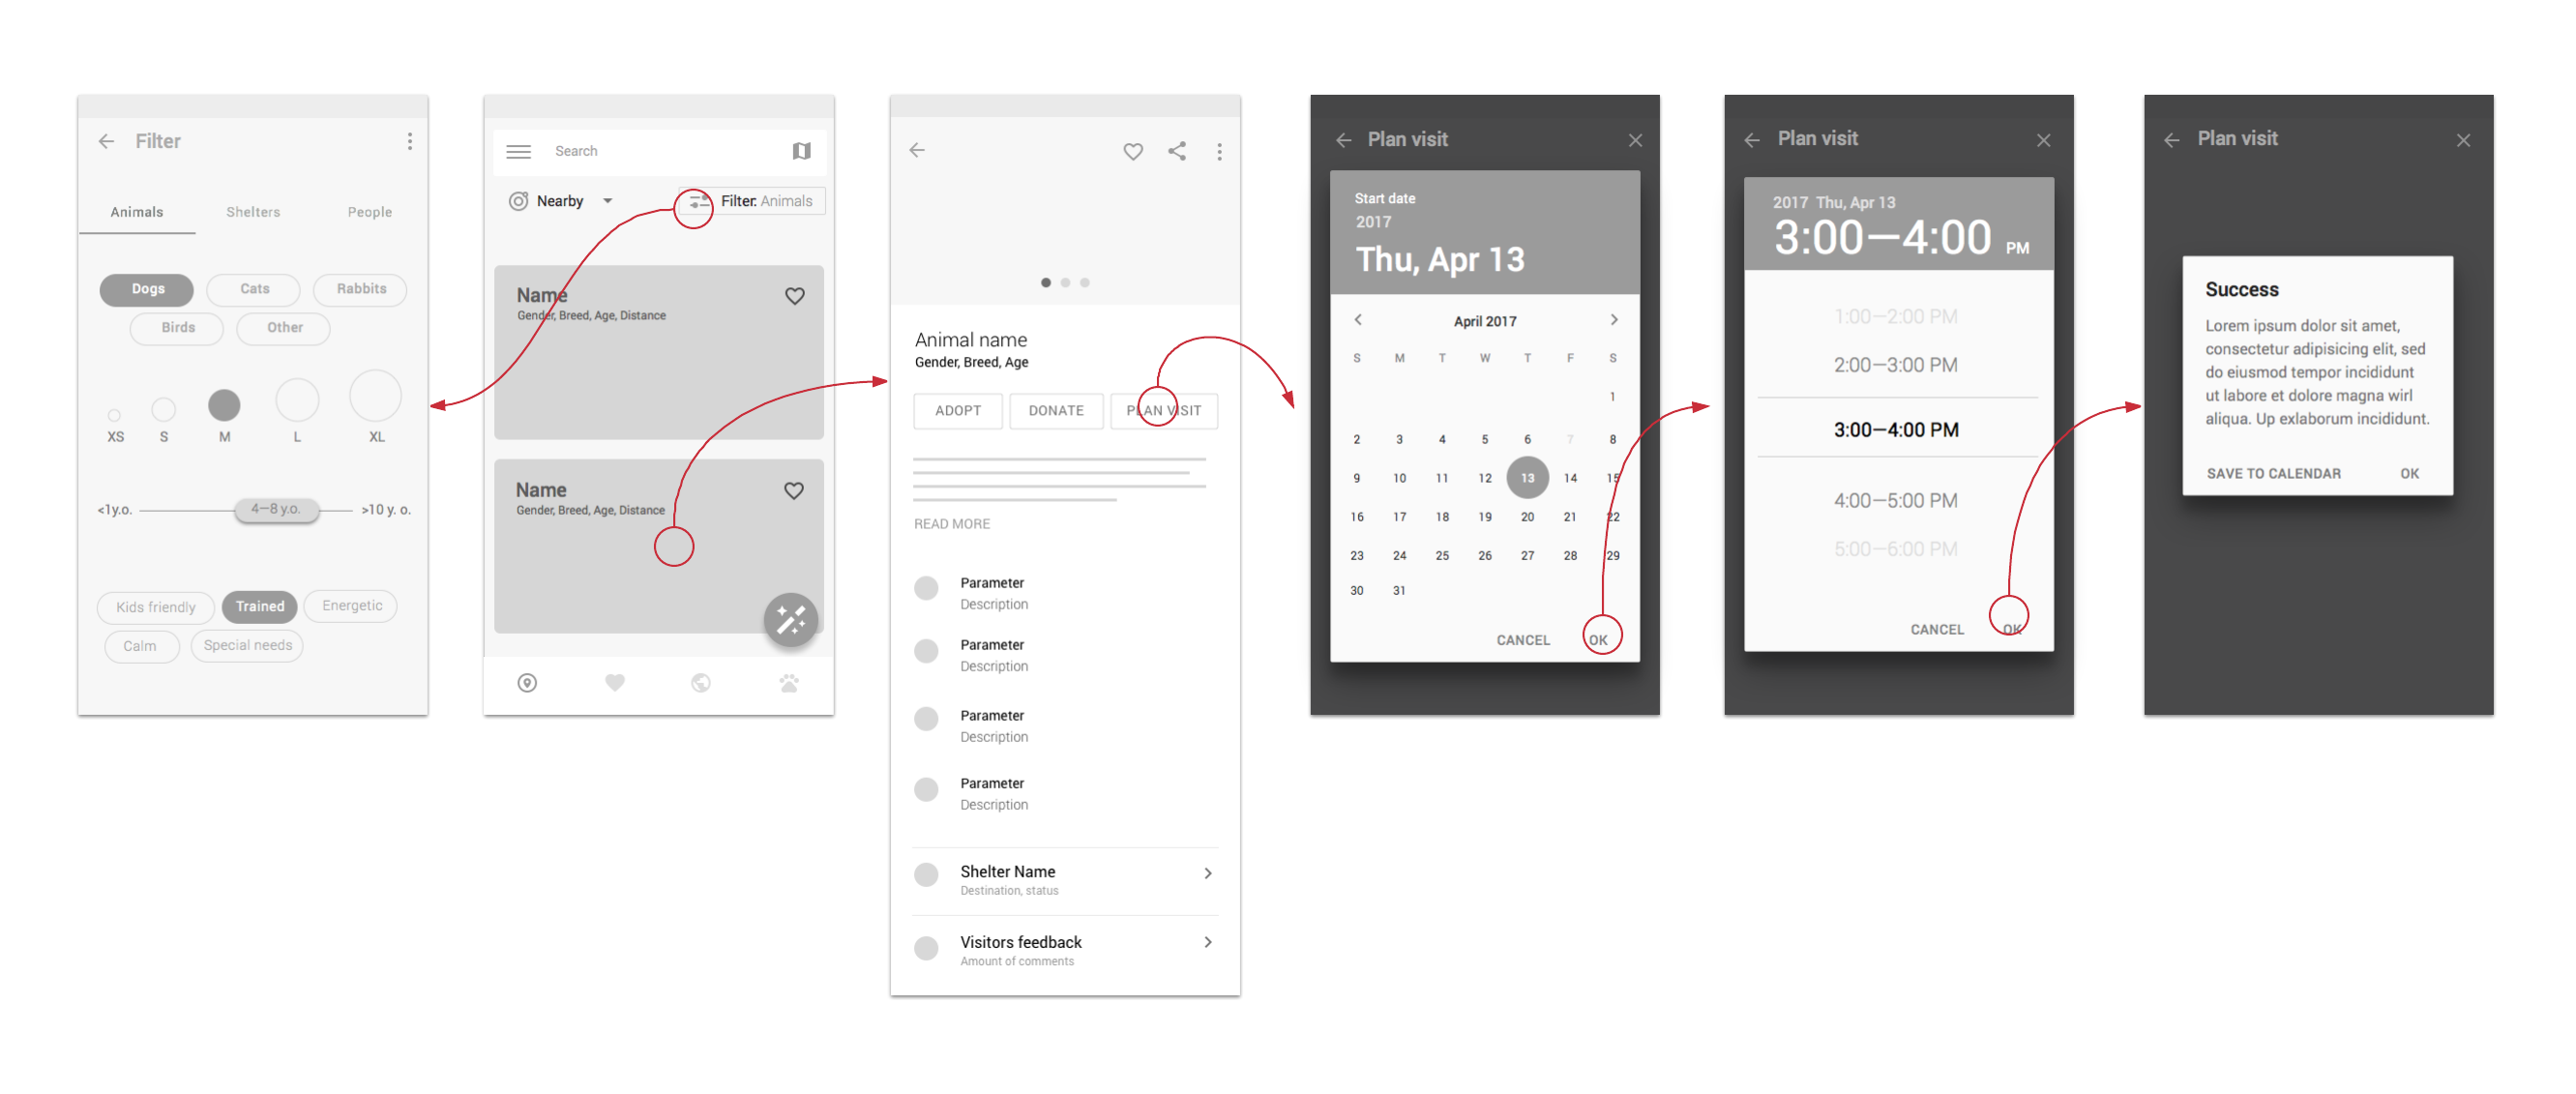 Filter
Animals Shelters People
Dogs Cats Rabbits
Birds Other
XS S M L XL
<1y.o. 4—8 y.o. >10 y. o.
Kids friendly Trained Energetic
Calm Special needs
Search
Nearby Filter: Animals
Name
Gender, Breed, Age, Distance
Name
Gender, Breed, Age, Distance
Animal name
Gender, Breed, Age
ADOPT DONATE PLAN VISIT
READ MORE
Parameter
Description
Parameter
Description
Parameter
Description
Parameter
Description
Shelter Name
Destination, status
Visitors feedback
Amount of comments
Plan visit
Start date
2017
Thu, Apr 13
April 2017
S M T W T F S
1
2 3 4 5 6 7 8
9 10 11 12 13 14 15
16 17 18 19 20 21 22
23 24 25 26 27 28 29
30 31
CANCEL OK
Plan visit
2017 Thu, Apr 13
3:00—4:00 PM
1:00—2:00 PM
2:00—3:00 PM
3:00—4:00 PM
4:00—5:00 PM
5:00—6:00 PM
CANCEL OK
Plan visit
Success
Lorem ipsum dolor sit amet,
consectetur adipisicing elit, sed
do eiusmod tempor incididunt
ut labore et dolore magna wirl
aliqua. Up exlaborum incididunt.
SAVE TO CALENDAR OK